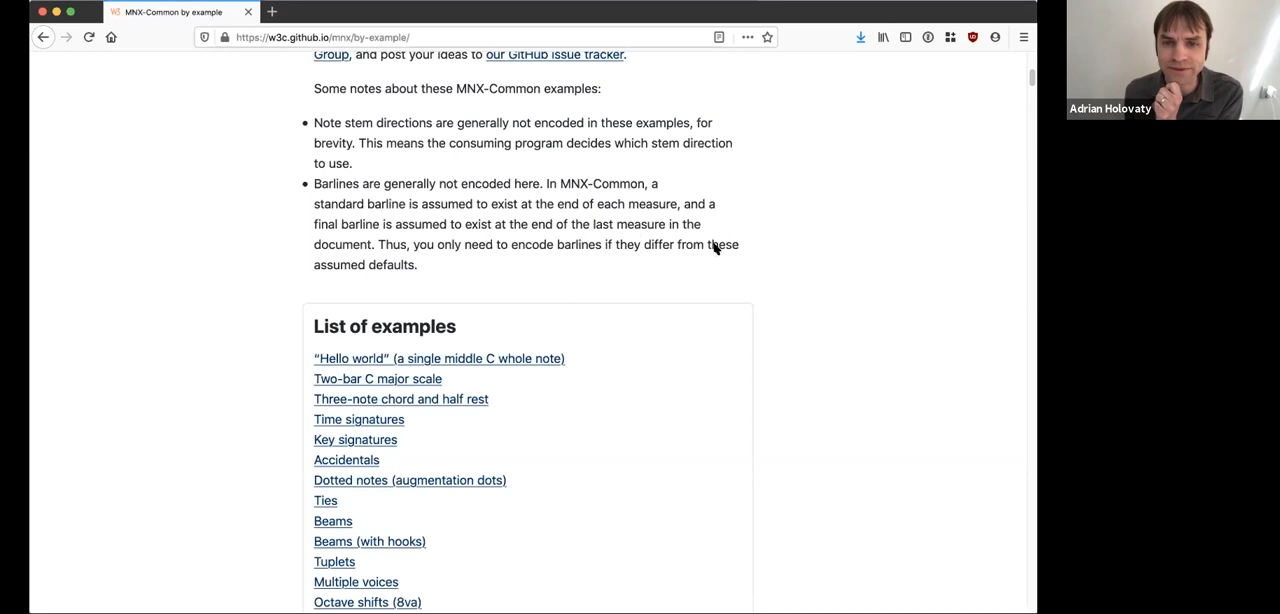 MNX-Common by example
https://w3c.github.io/mnx/by-example/
Group, and post your ideas to our GitHub issue tracker.
Some notes about these MNX-Common examples:
Note stem directions are generally not encoded in these examples, for
brevity. This means the consuming program decides which stem direction
to use.
Barlines are generally not encoded here. In MNX-Common, a
standard barline is assumed to exist at the end of each measure, and a
final barline is assumed to exist at the end of the last measure in the
document. Thus, you only need to encode barlines if they differ from these
assumed defaults.
List of examples
“Hello world” (a single middle C whole note)
Two-bar C major scale
Three-note chord and half rest
Time signatures
Key signatures
Accidentals
Dotted notes (augmentation dots)
Ties
Beams
Beams (with hooks)
Tuplets
Multiple voices
Octave shifts (8va)
Adrian Holovaty